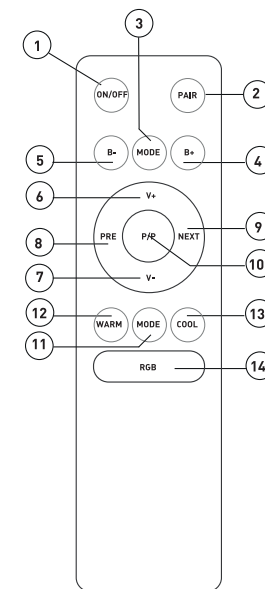 3
1
ON/OFF
PAIR
2
B-
MODE
B+
5
4
6
V+
8
PRE
P/P
NEXT
9
10
7
V-
12
WARM
MODE
COOL
13
11
RGB
14